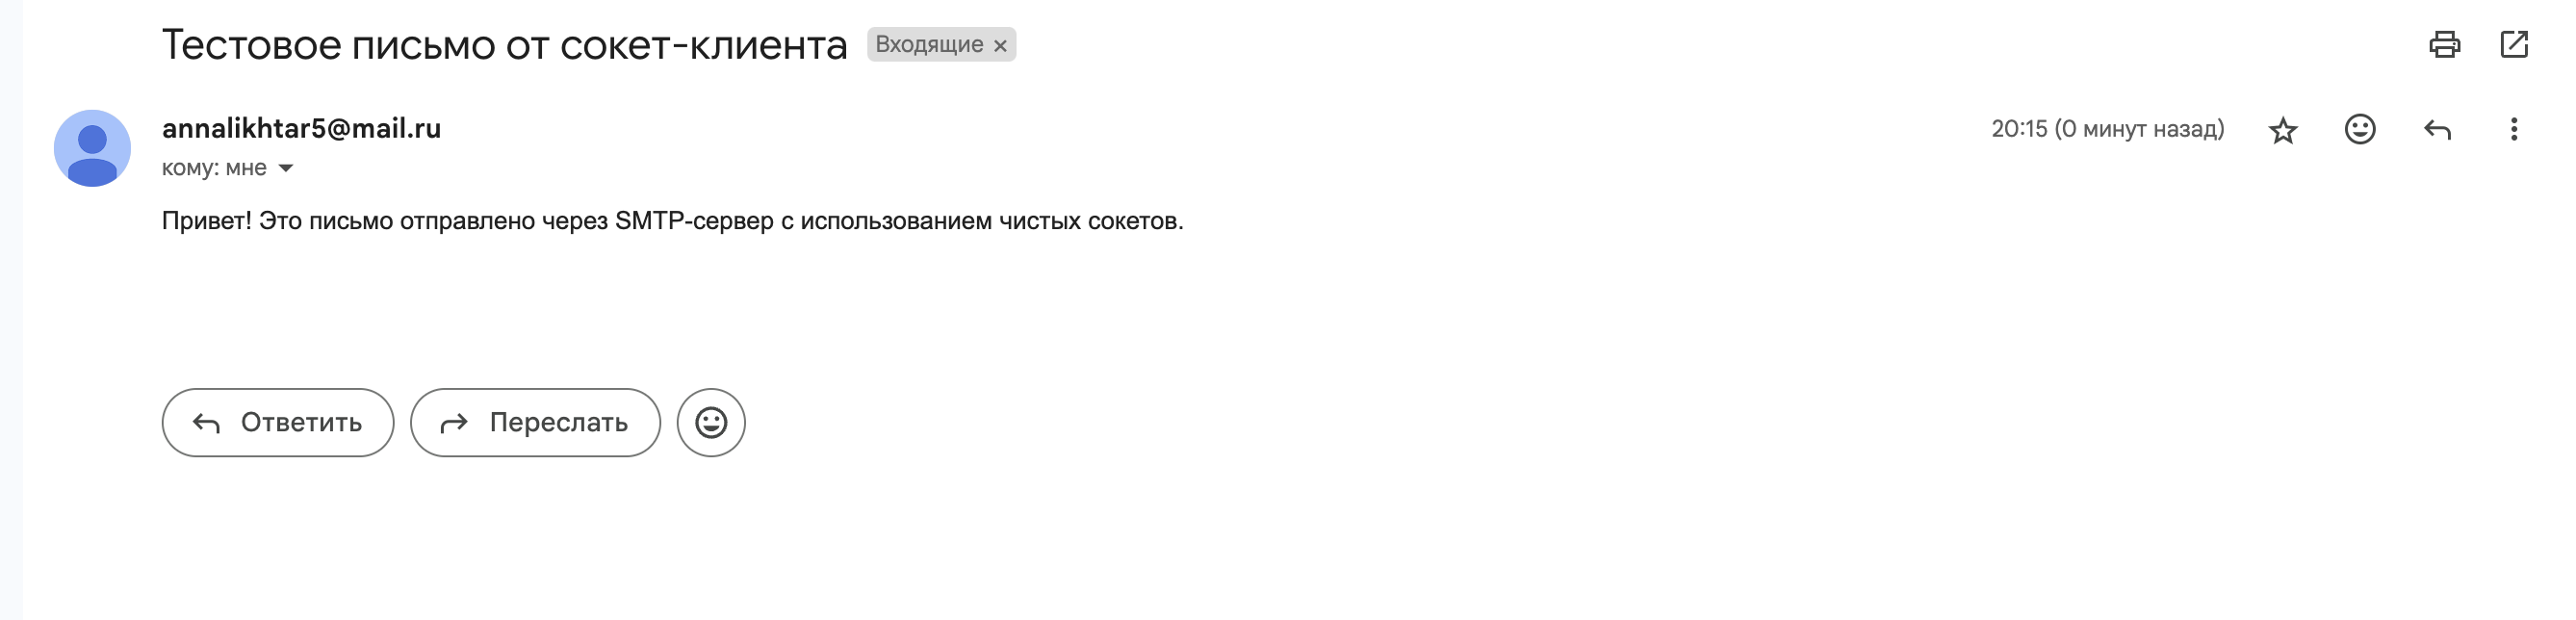 Тестовое письмо от сокет-клиента Входящие ×
annalikhtar5@mail.ru 20:15 (0 минут назад)
кому: мне
Привет! Это письмо отправлено через SMTP-сервер с использованием чистых сокетов.
Ответить Переслать